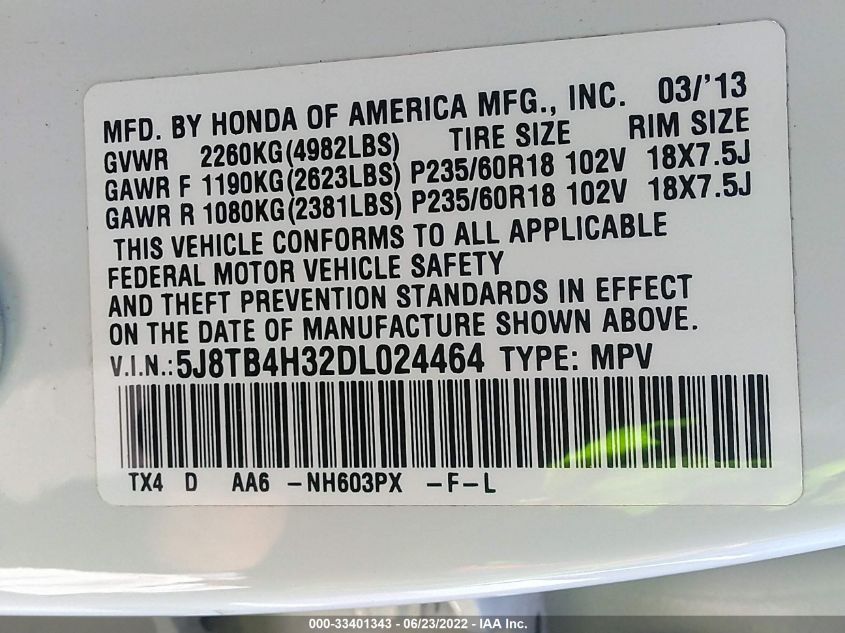 MFD. BY HONDA OF AMERICA MFG., INC. 03/'13
GVWR 2260KG(4982LBS) TIRE SIZE RIM SIZE
GAWR F 1190KG(2623LBS) P235/60R18 102V 18X7.5J
GAWR R 1080KG(2381LBS) P235/60R18 102V 18X7.5J
THIS VEHICLE CONFORMS TO ALL APPLICABLE
FEDERAL MOTOR VEHICLE SAFETY
AND THEFT PREVENTION STANDARDS IN EFFECT
ON THE DATE OF MANUFACTURE SHOWN ABOVE.
V.I.N.: 5J8TB4H32DL024464 TYPE: MPV
TX4 D AA6 -NH603PX -F-L
000-33401343 - 06/23/2022 - IAA Inc.